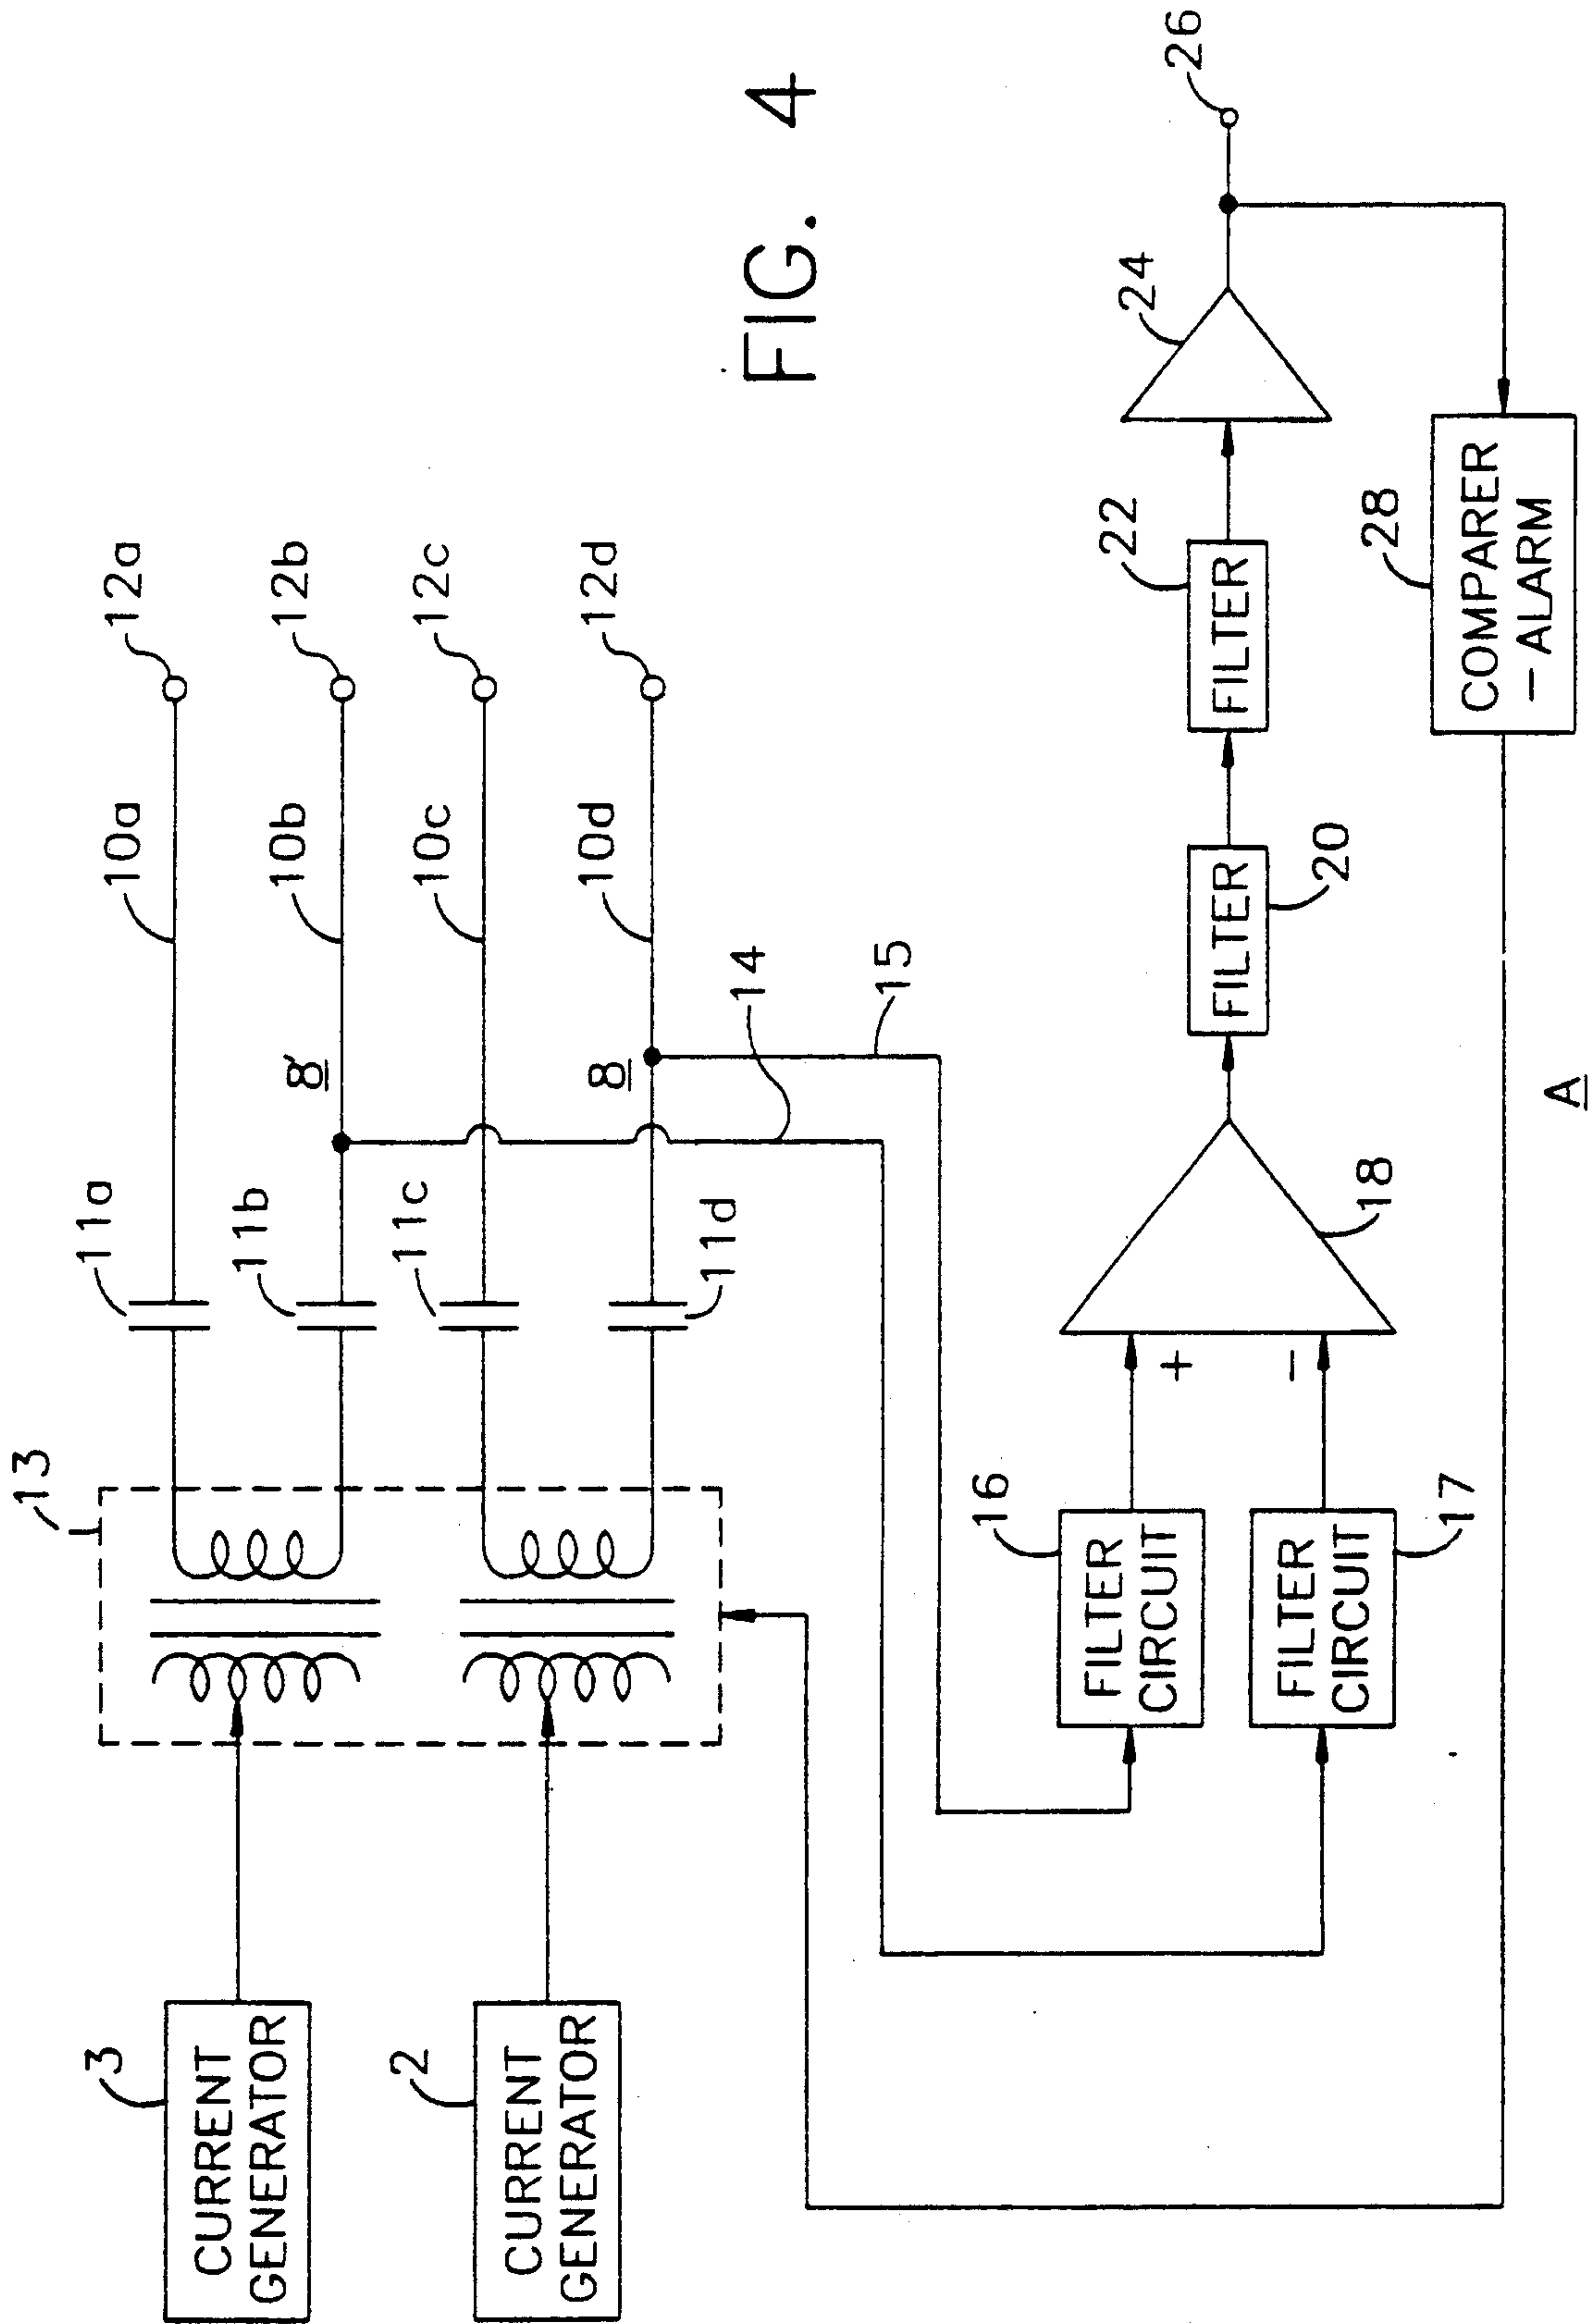 FIG. 4
3
CURRENT
GENERATOR
2
CURRENT
GENERATOR
13
11a
11b
11c
11d
8'
8
10a
10b
10c
10d
12a
12b
12c
12d
14
15
16
FILTER
CIRCUIT
17
FILTER
CIRCUIT
+
−
18
FILTER
20
FILTER
22
24
26
28
COMPARER
– ALARM
A